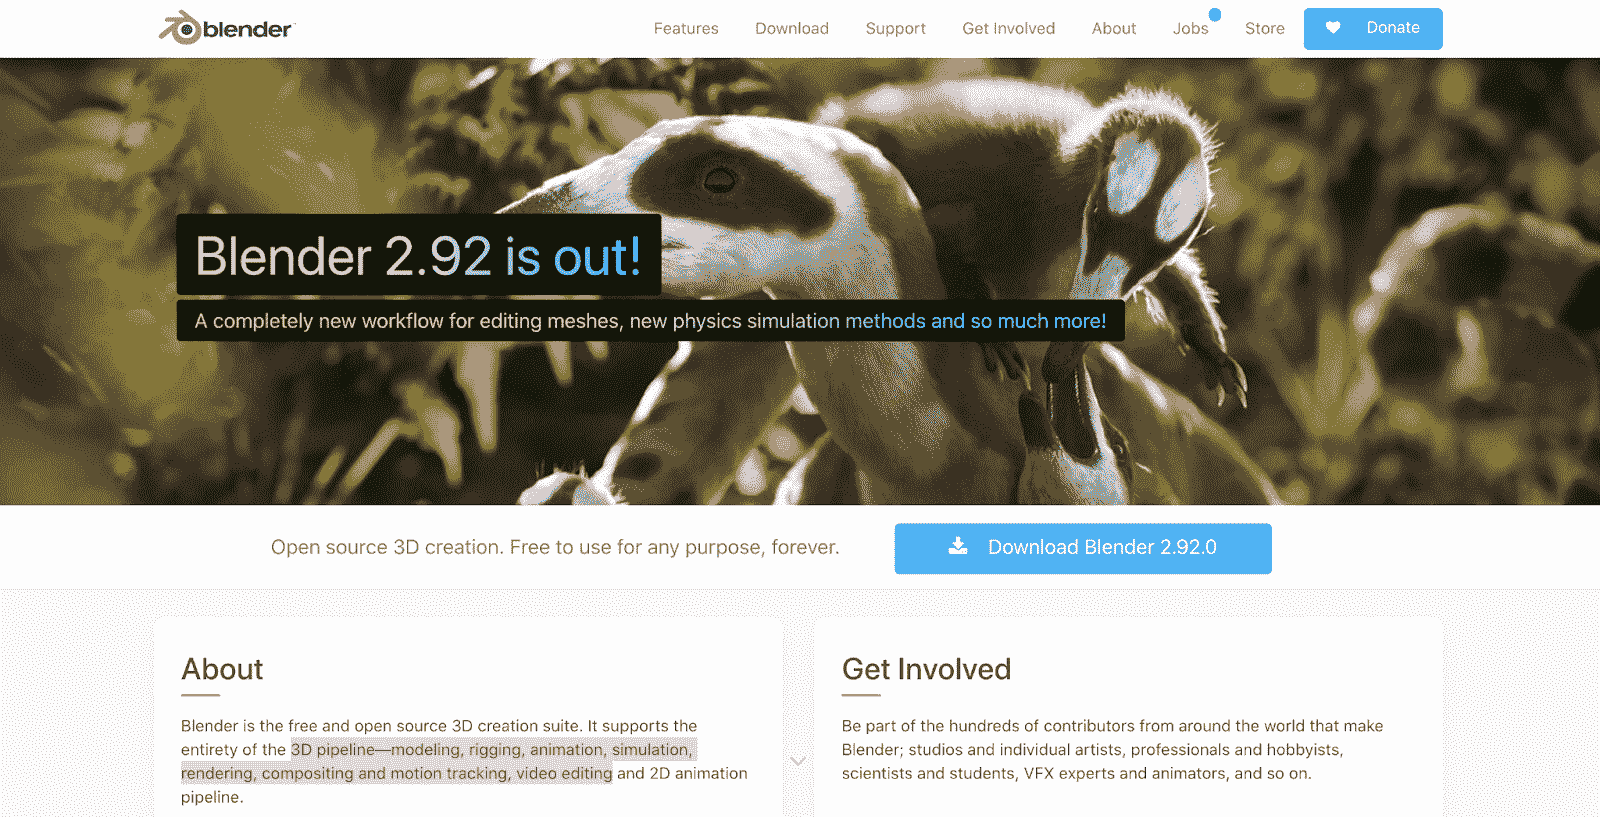 blender
Features Download Support Get Involved About Jobs Store Donate
Blender 2.92 is out!
A completely new workflow for editing meshes, new physics simulation methods and so much more!
Open source 3D creation. Free to use for any purpose, forever.
Download Blender 2.92.0
About
Blender is the free and open source 3D creation suite. It supports the
entirety of the 3D pipeline—modeling, rigging, animation, simulation,
rendering, compositing and motion tracking, video editing and 2D animation
pipeline.
Get Involved
Be part of the hundreds of contributors from around the world that make
Blender; studios and individual artists, professionals and hobbyists,
scientists and students, VFX experts and animators, and so on.